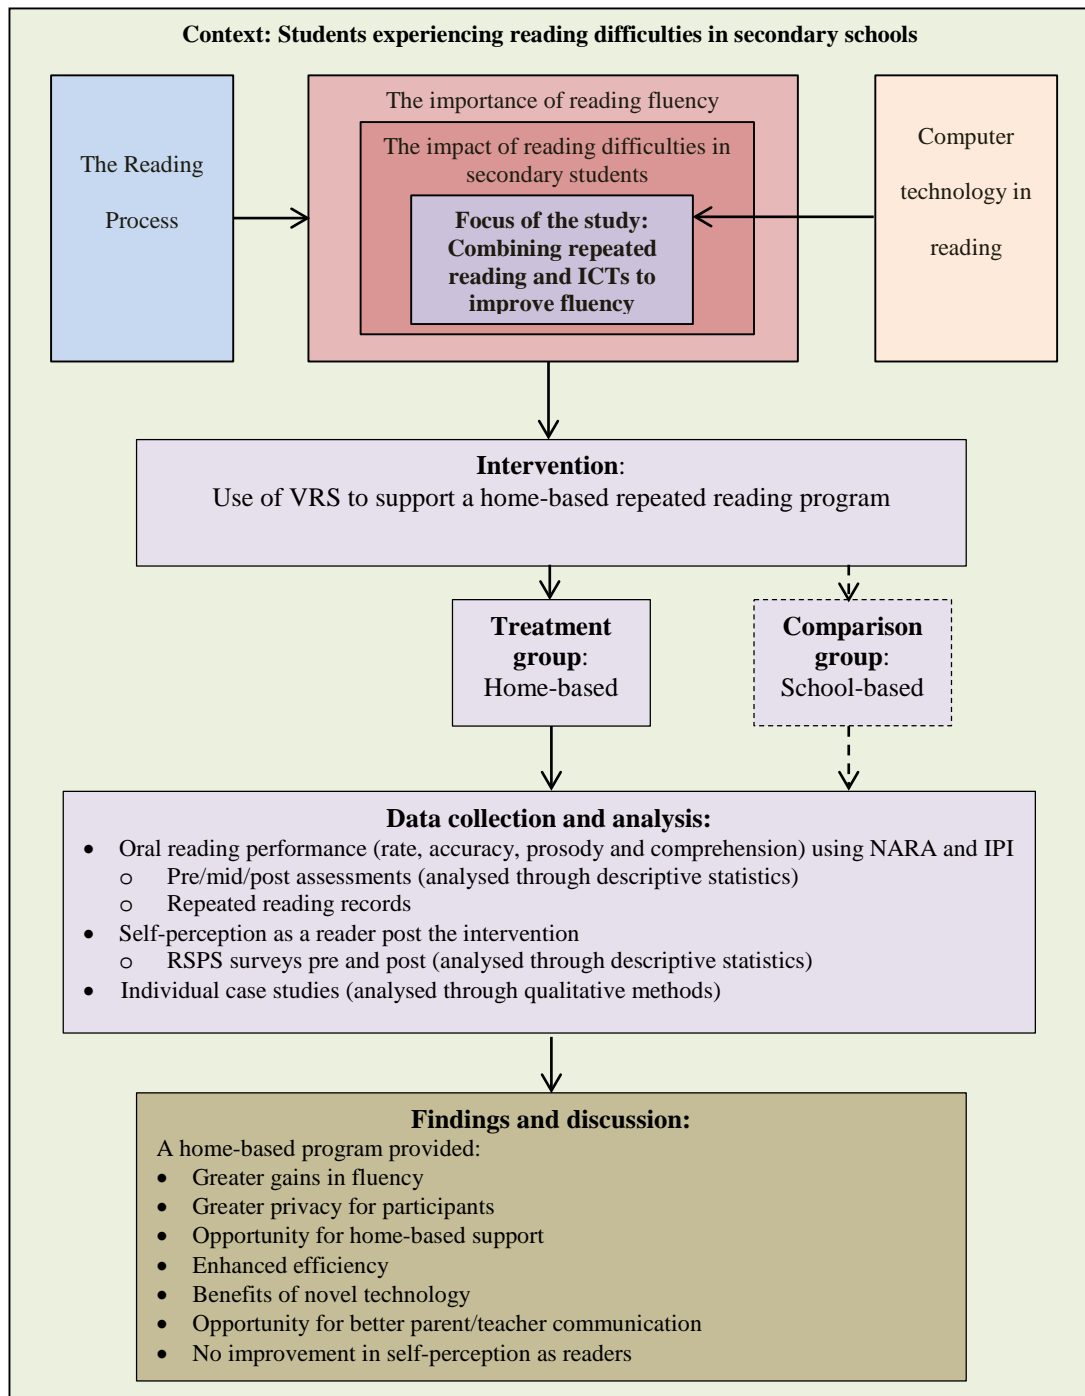 Context: Students experiencing reading difficulties in secondary schools
The Reading
Process
The importance of reading fluency
The impact of reading difficulties in
secondary students
Focus of the study:
Combining repeated
reading and ICTs to
improve fluency
Computer
technology in
reading
Intervention:
Use of VRS to support a home-based repeated reading program
Treatment
group:
Home-based
Comparison
group:
School-based
Data collection and analysis:
• Oral reading performance (rate, accuracy, prosody and comprehension) using NARA and IPI
o Pre/mid/post assessments (analysed through descriptive statistics)
o Repeated reading records
• Self-perception as a reader post the intervention
o RSPS surveys pre and post (analysed through descriptive statistics)
• Individual case studies (analysed through qualitative methods)
Findings and discussion:
A home-based program provided:
• Greater gains in fluency
• Greater privacy for participants
• Opportunity for home-based support
• Enhanced efficiency
• Benefits of novel technology
• Opportunity for better parent/teacher communication
• No improvement in self-perception as readers